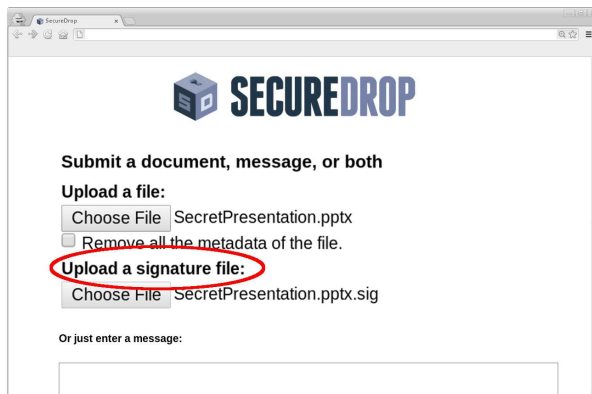 SecureDrop
SECUREDROP
Submit a document, message, or both
Upload a file:
Choose File SecretPresentation.pptx
Remove all the metadata of the file.
Upload a signature file:
Choose File SecretPresentation.pptx.sig
Or just enter a message: